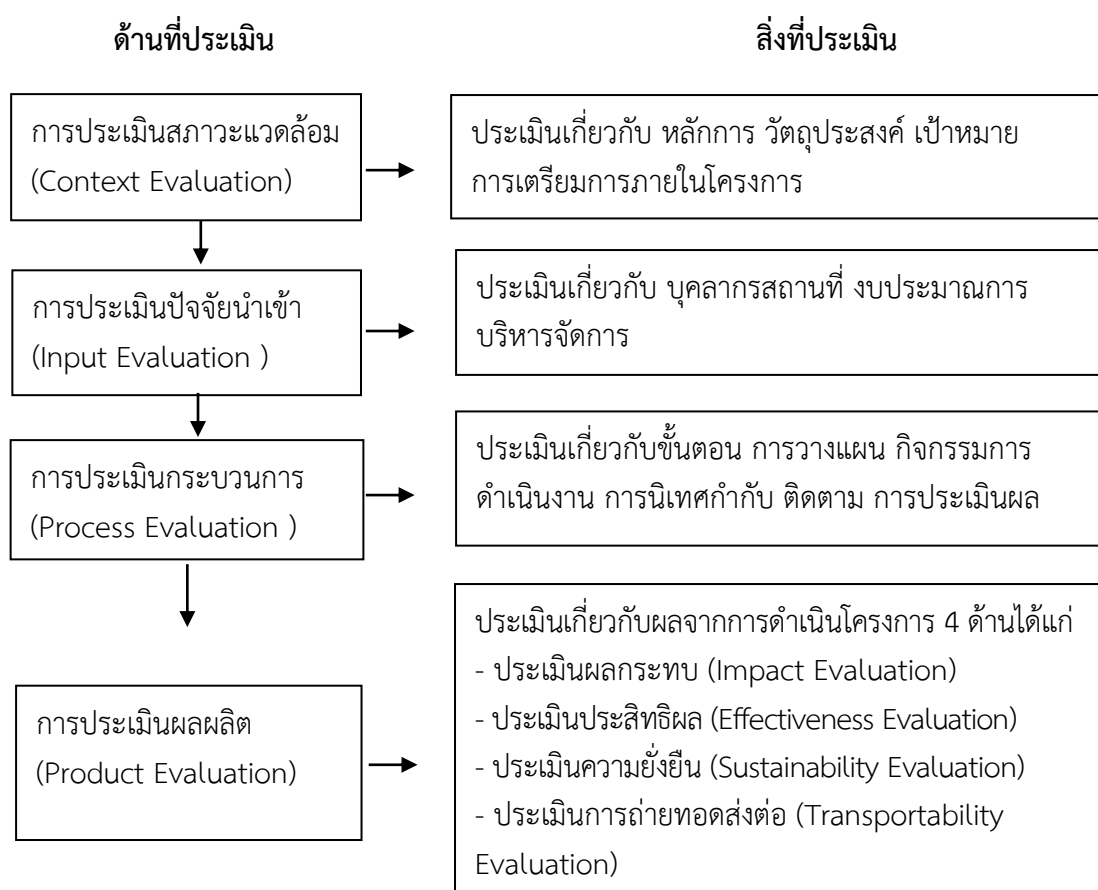 ด้านที่ประเมิน
สิ่งที่ประเมิน
การประเมินสภาวะแวดล้อม
(Context Evaluation)
ประเมินเกี่ยวกับ หลักการ วัตถุประสงค์ เป้าหมาย
การเตรียมการภายในโครงการ
การประเมินปัจจัยนำเข้า
(Input Evaluation )
ประเมินเกี่ยวกับ บุคลากรสถานที่ งบประมาณการ
บริหารจัดการ
การประเมินกระบวนการ
(Process Evaluation )
ประเมินเกี่ยวกับขั้นตอน การวางแผน กิจกรรมการ
ดำเนินงาน การนิเทศกำกับ ติดตาม การประเมินผล
การประเมินผลผลิต
(Product Evaluation)
ประเมินเกี่ยวกับผลจากการดำเนินโครงการ 4 ด้านได้แก่
- ประเมินผลกระทบ (Impact Evaluation)
- ประเมินประสิทธิผล (Effectiveness Evaluation)
- ประเมินความยั่งยืน (Sustainability Evaluation)
- ประเมินการถ่ายทอดส่งต่อ (Transportability
Evaluation)